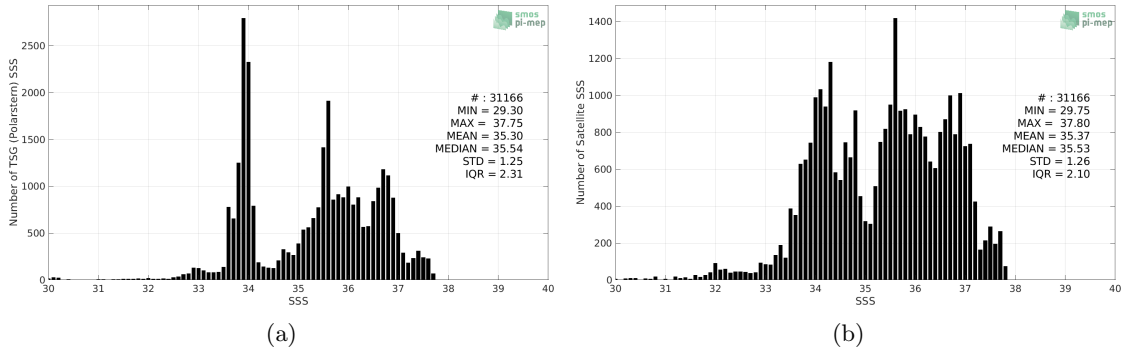 smos
pi-mep
Number of TSG (Polarstern) SSS
2500
2000
1500
1000
500
0
# : 31166
MIN = 29.30
MAX = 37.75
MEAN = 35.30
MEDIAN = 35.54
STD = 1.25
IQR = 2.31
30 31 32 33 34 35 36 37 38 39 40
SSS
(a)
smos
pi-mep
Number of Satellite SSS
1400
1200
1000
800
600
400
200
0
# : 31166
MIN = 29.75
MAX = 37.80
MEAN = 35.37
MEDIAN = 35.53
STD = 1.26
IQR = 2.10
30 31 32 33 34 35 36 37 38 39 40
SSS
(b)